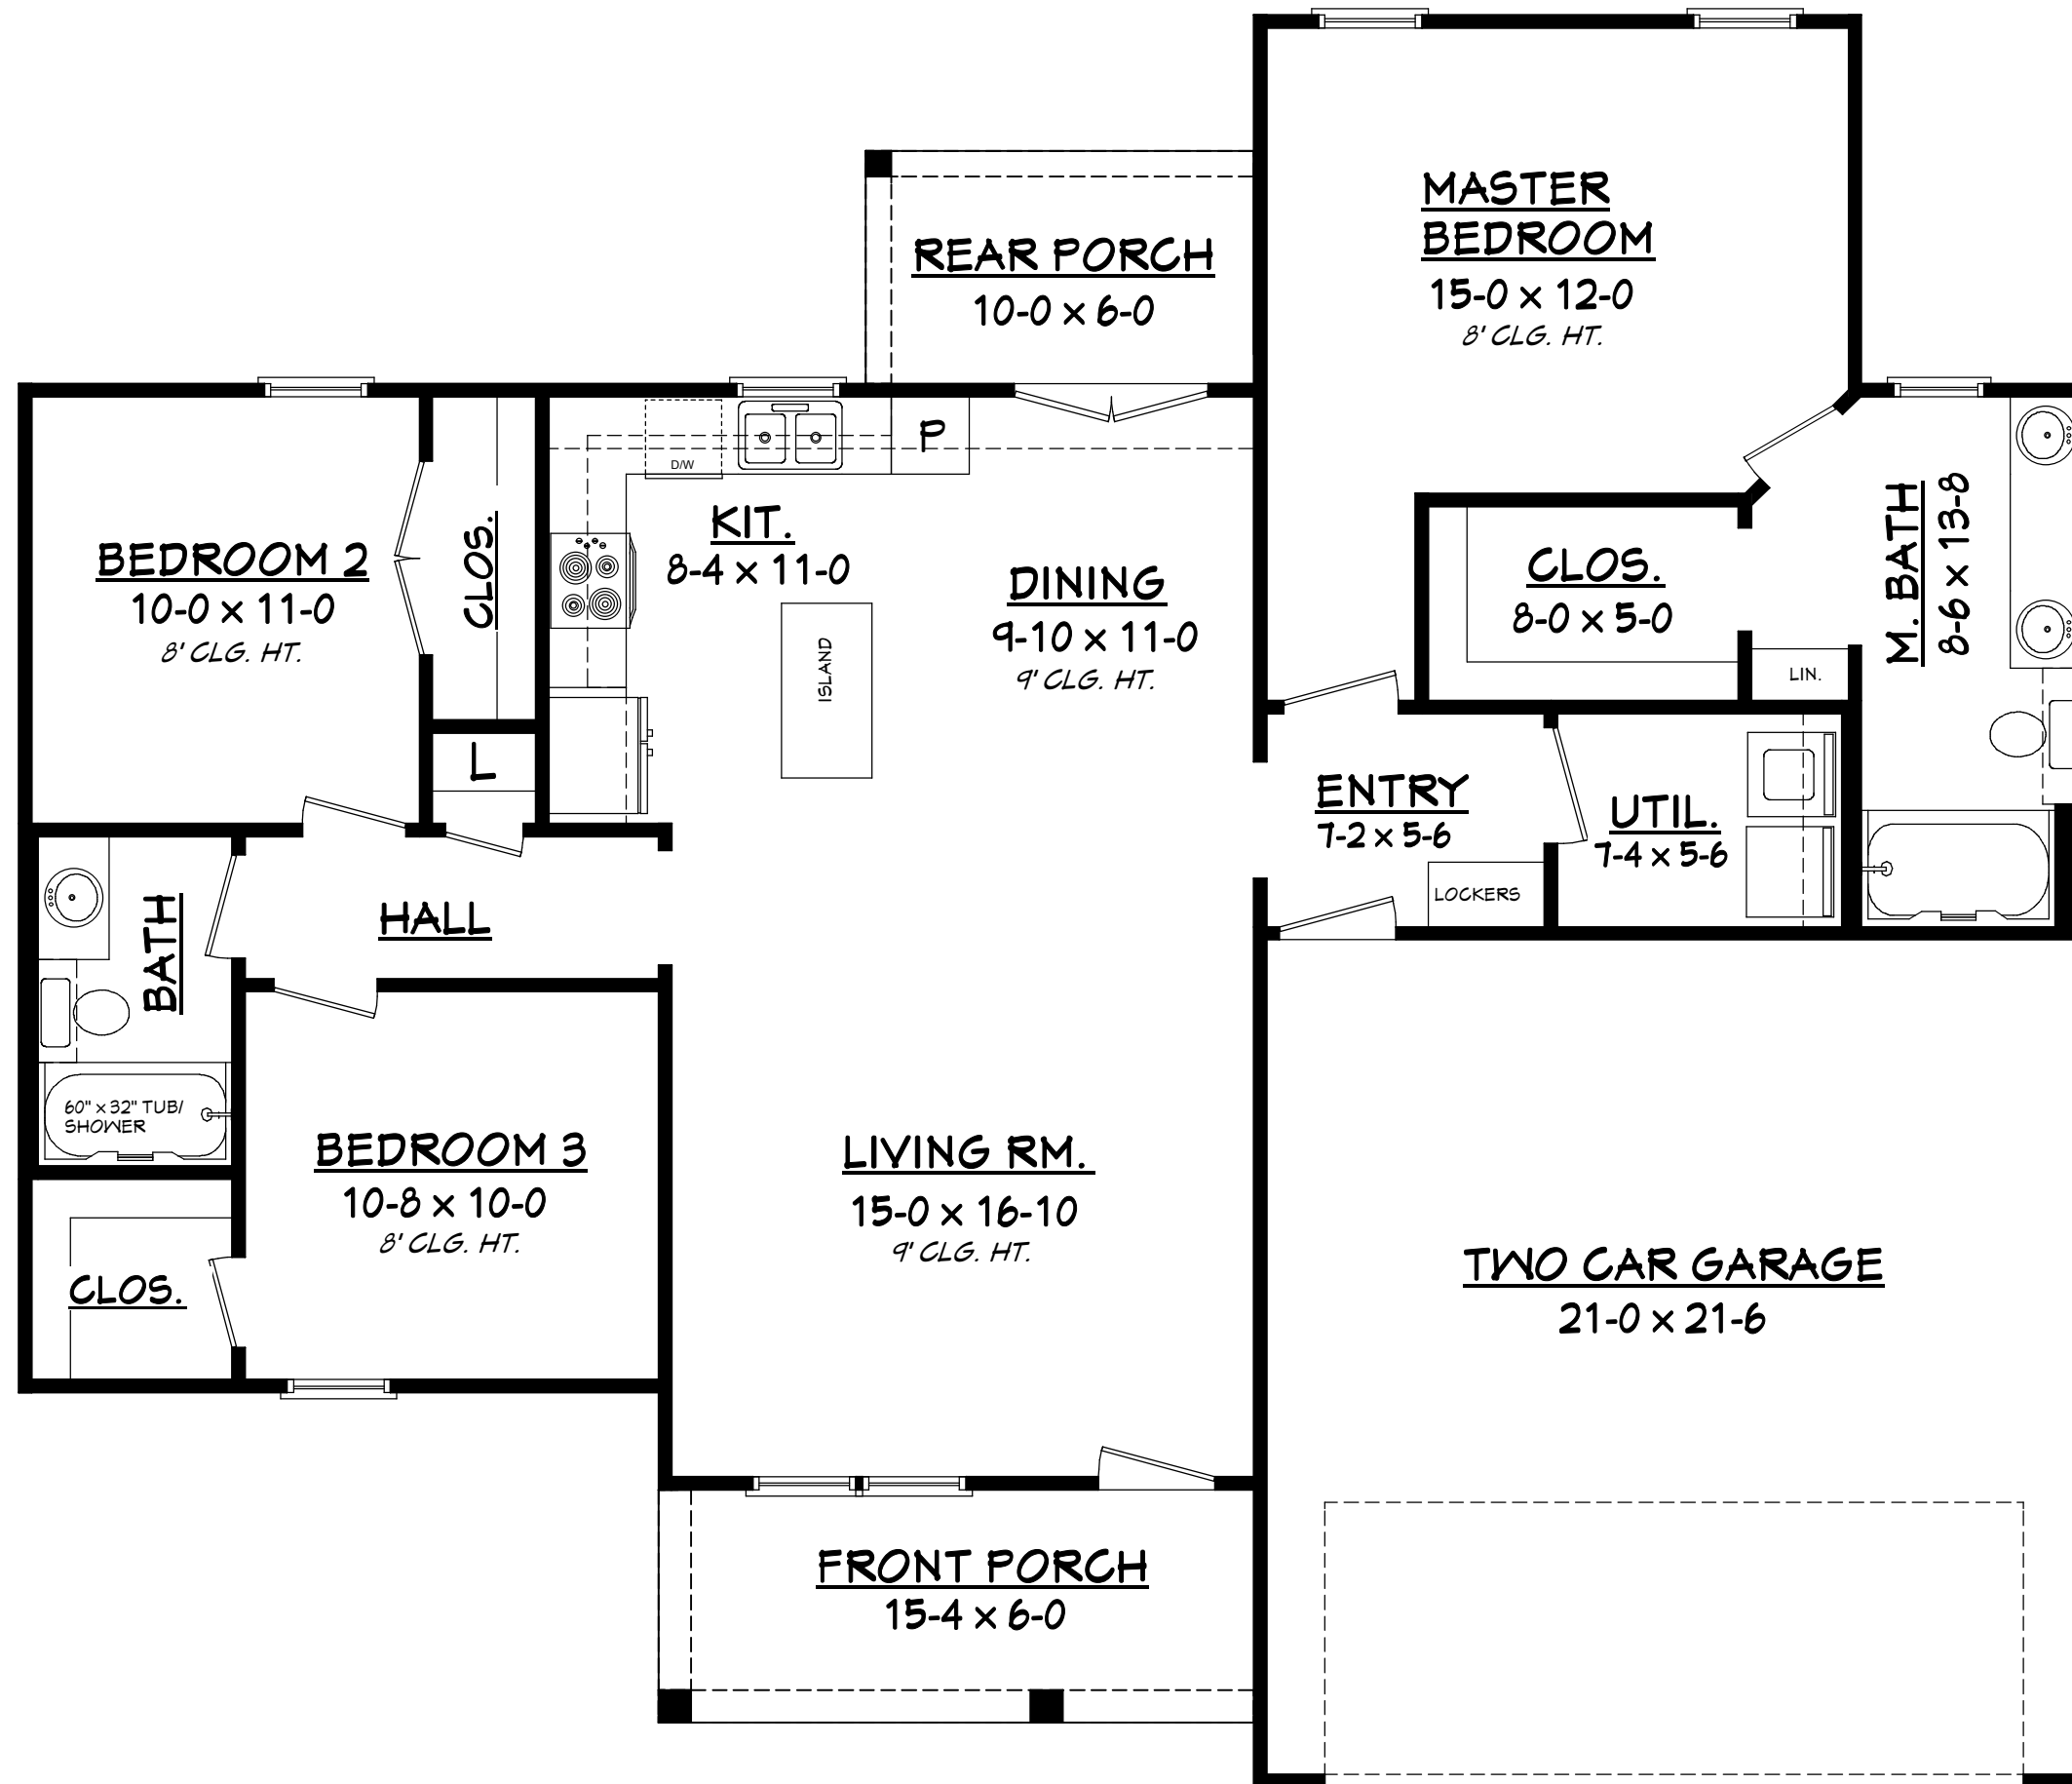 MASTER
BEDROOM
15-0 x 12-0
8' CLG. HT.
REAR PORCH
10-0 x 6-0
P
D/W
KIT.
8-4 x 11-0
ISLAND
DINING
9-10 x 11-0
9' CLG. HT.
BEDROOM 2
10-0 x 11-0
8' CLG. HT.
CLOS.
L
CLOS.
8-0 x 5-0
LIN.
M. BATH
8-6 x 13-8
ENTRY
7-2 x 5-6
LOCKERS
UTIL.
7-4 x 5-6
HALL
BATH
60" x 32" TUB/
SHOWER
BEDROOM 3
10-8 x 10-0
8' CLG. HT.
CLOS.
LIVING RM.
15-0 x 16-10
9' CLG. HT.
TWO CAR GARAGE
21-0 x 21-6
FRONT PORCH
15-4 x 6-0